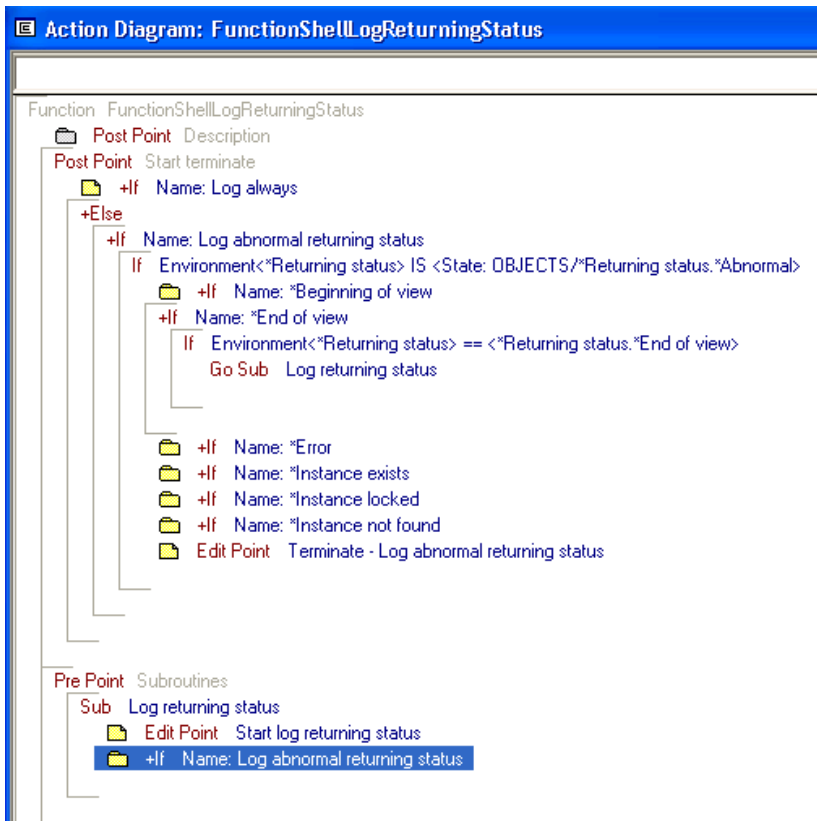 Action Diagram: FunctionShellLogReturningStatus
Function FunctionShellLogReturningStatus
Post Point Description
Post Point Start terminate
+If Name: Log always
+Else
+If Name: Log abnormal returning status
If Environment<*Returning status> IS <State: OBJECTS/*Returning status.*Abnormal>
+If Name: *Beginning of view
+If Name: *End of view
If Environment<*Returning status> == <*Returning status.*End of view>
Go Sub Log returning status
+If Name: *Error
+If Name: *Instance exists
+If Name: *Instance locked
+If Name: *Instance not found
Edit Point Terminate - Log abnormal returning status
Pre Point Subroutines
Sub Log returning status
Edit Point Start log returning status
+If Name: Log abnormal returning status